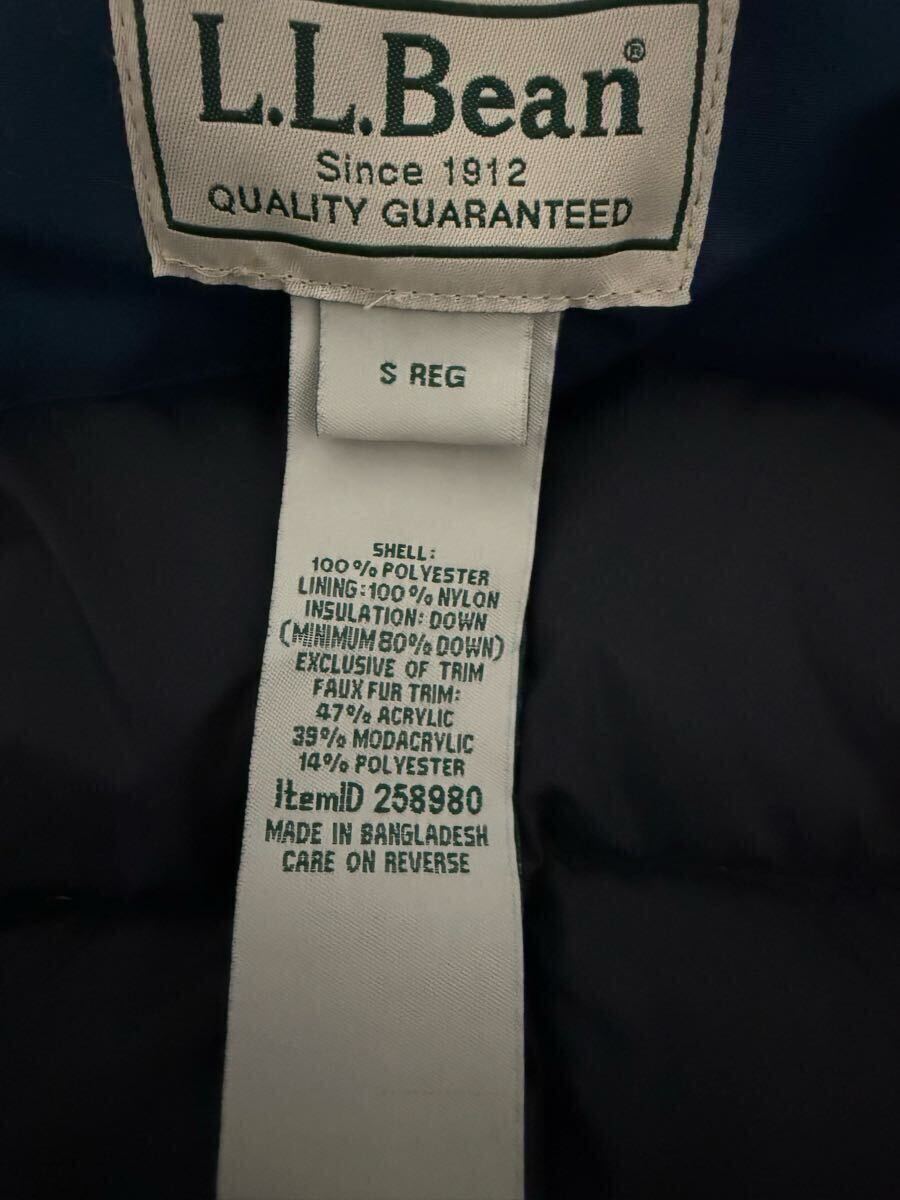 L.L.Bean®
Since 1912
QUALITY GUARANTEED
S REG
SHELL:
100% POLYESTER
LINING:100% NYLON
INSULATION: DOWN
(MINIMUM 80% DOWN)
EXCLUSIVE OF TRIM
FAUX FUR TRIM:
47% ACRYLIC
39% MODACRYLIC
14% POLYESTER
ItemID 258980
MADE IN BANGLADESH
CARE ON REVERSE